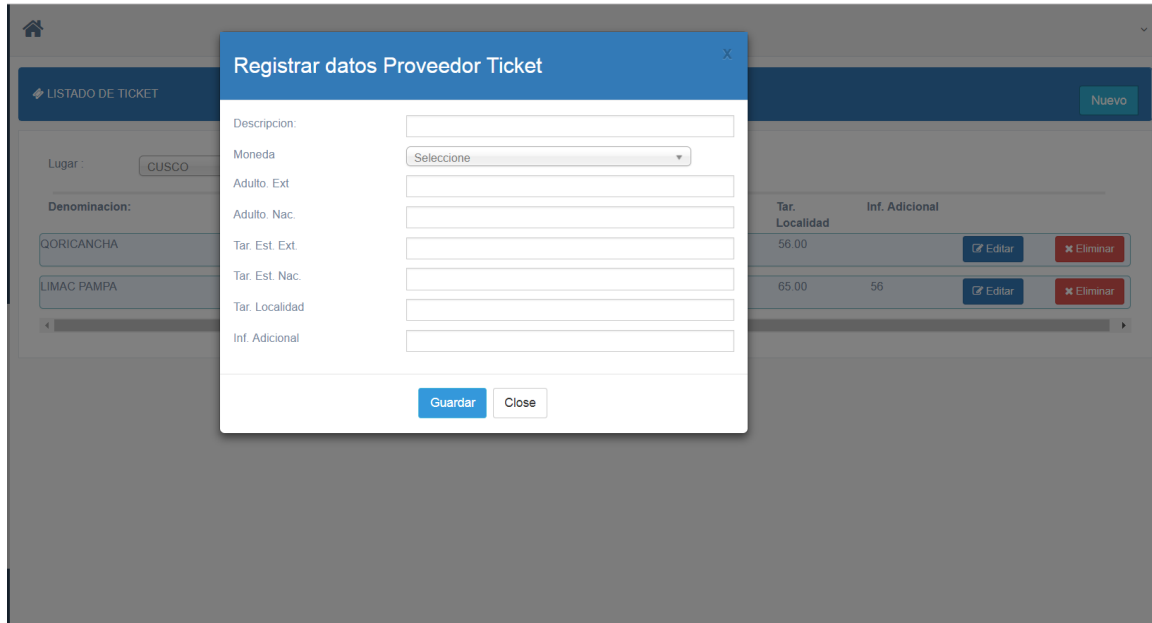 Registrar datos Proveedor Ticket
X
LISTADO DE TICKET
Nuevo
Descripcion:
Moneda
Seleccione
Adulto. Ext
Adulto. Nac.
Tar. Est. Ext.
Tar. Est. Nac.
Tar. Localidad
Inf. Adicional
Guardar
Close
Lugar :
CUSCO
Denominacion:
Tar.
Localidad
Inf. Adicional
QORICANCHA
56.00
Editar
Eliminar
LIMAC PAMPA
65.00
56
Editar
Eliminar